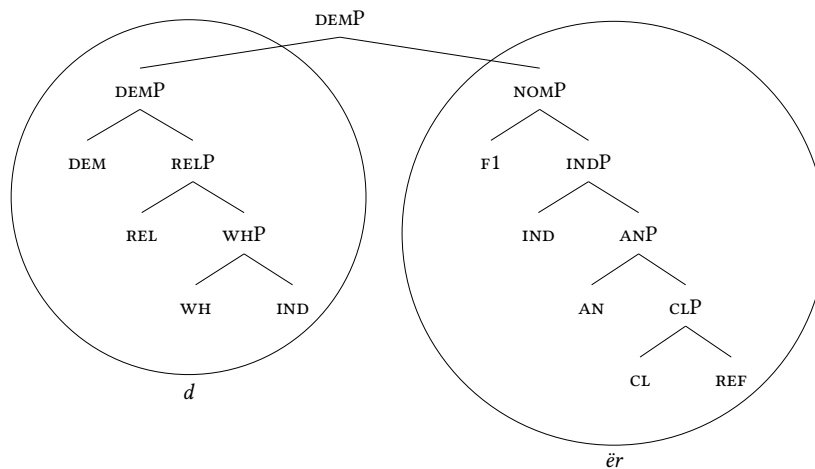 DEMP
DEMP NOMP
DEM RELP F1 INDP
REL WHP IND ANP
WH IND AN CLP
CL REF
d
ër